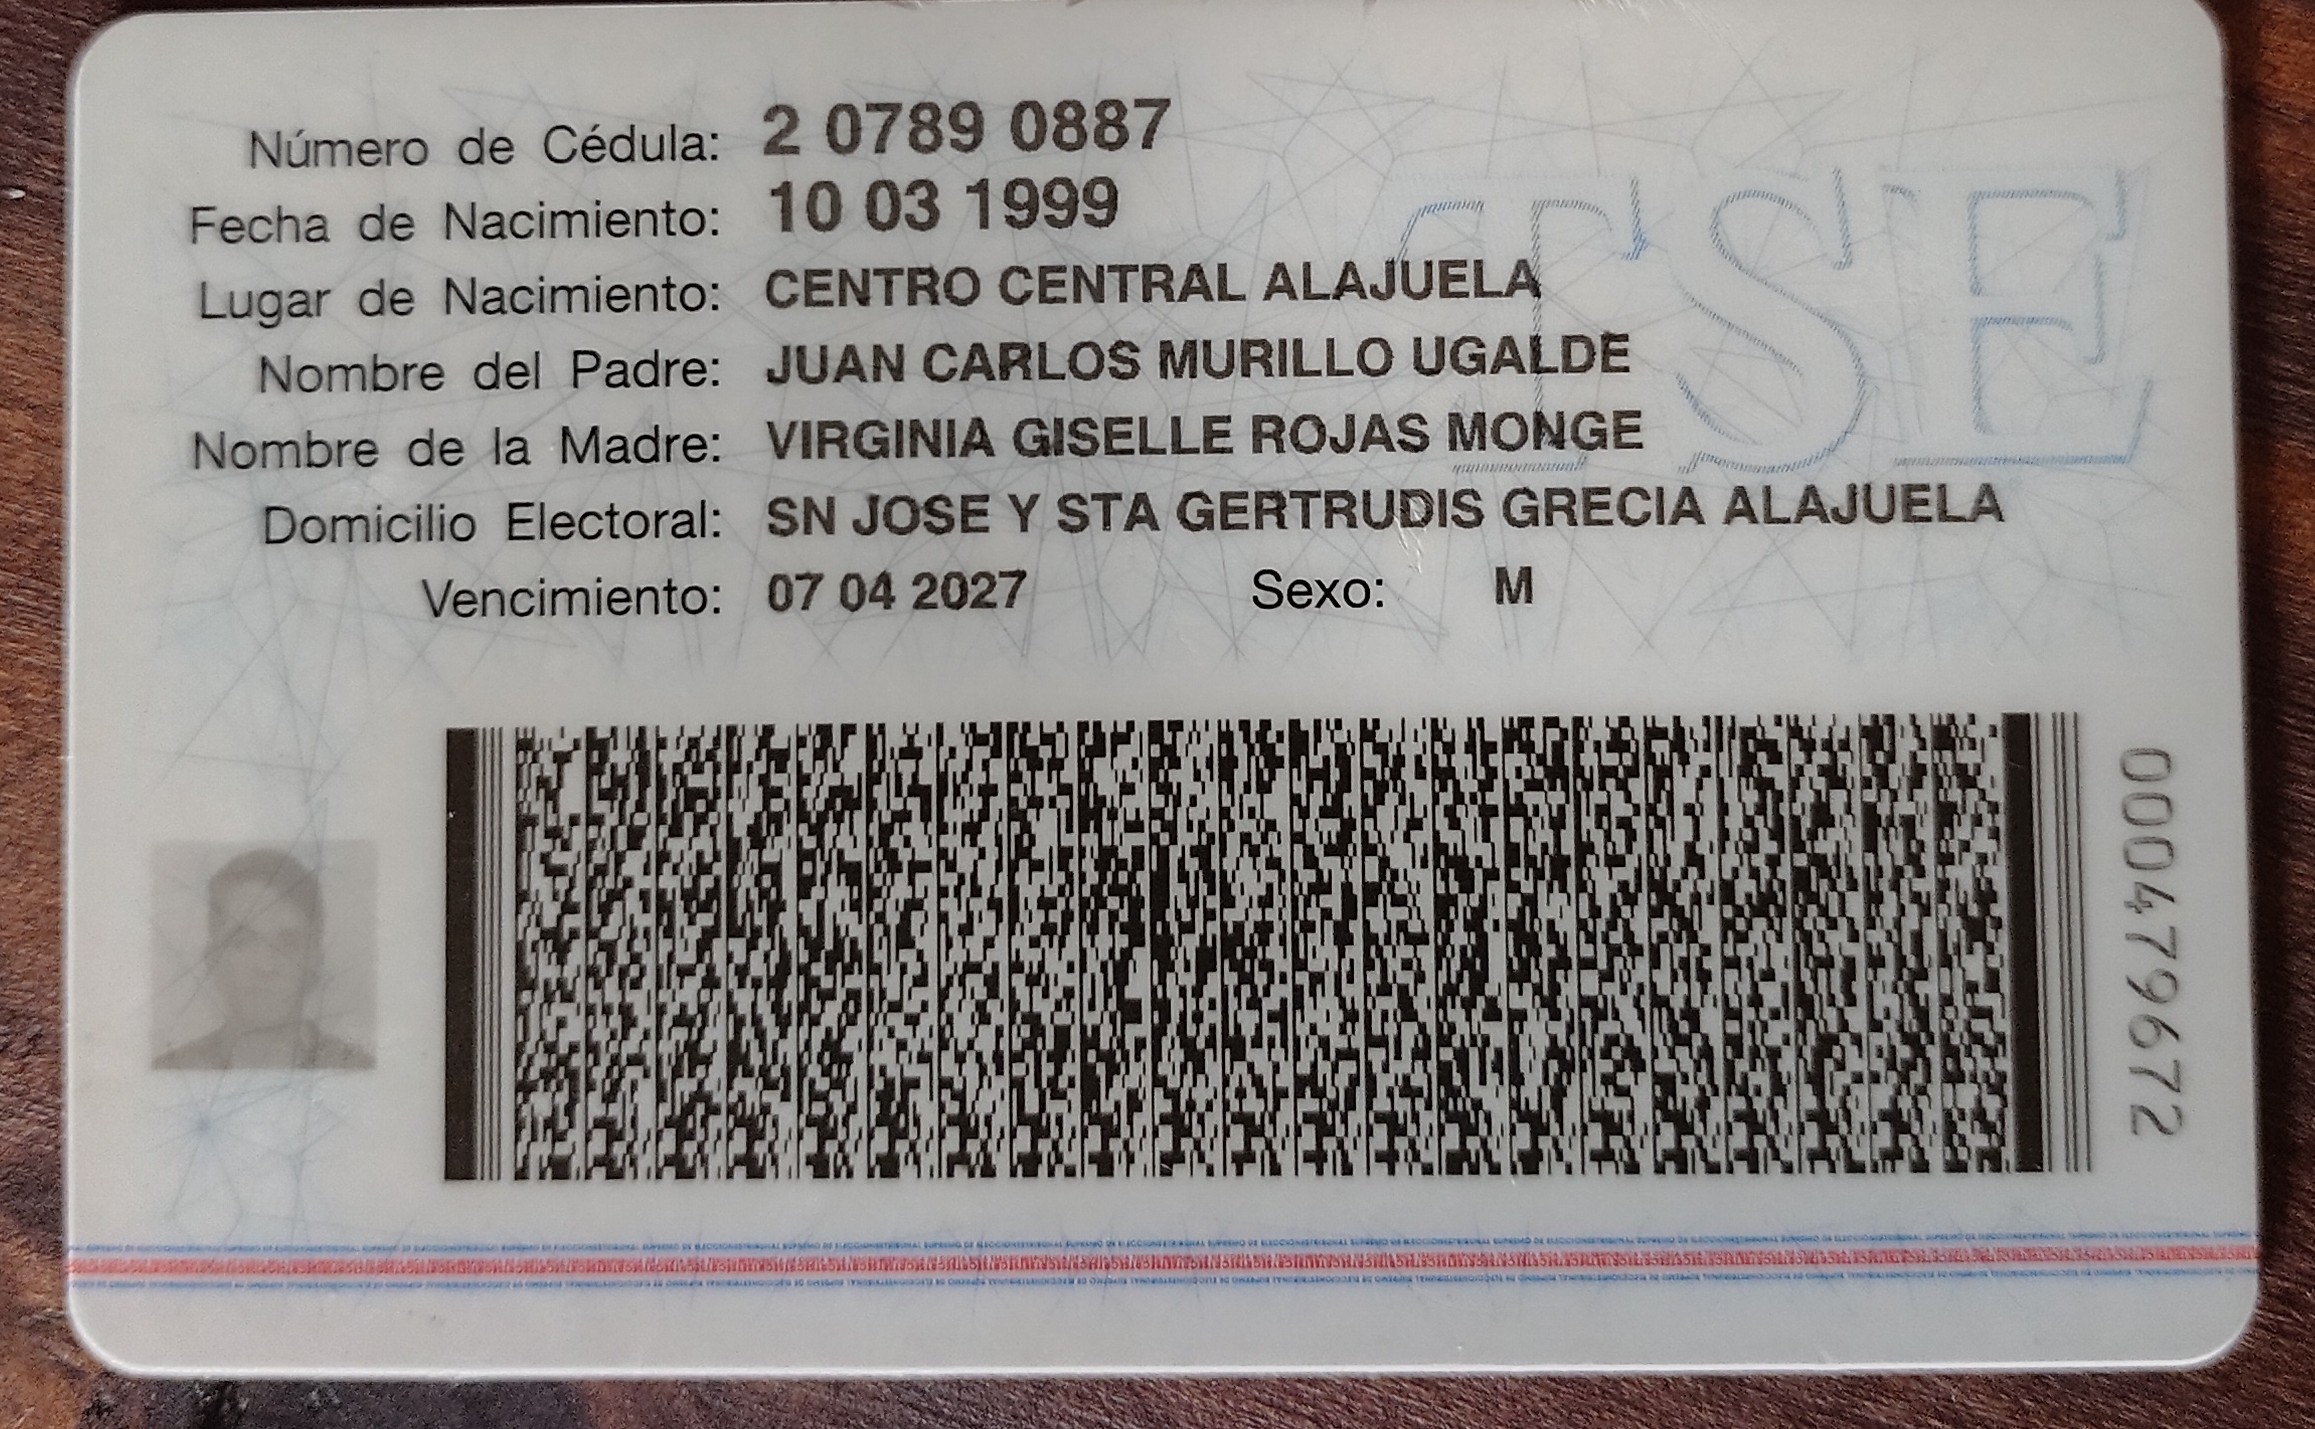 Número de Cédula: 2 0789 0887
Fecha de Nacimiento: 10 03 1999
Lugar de Nacimiento: CENTRO CENTRAL ALAJUELA
Nombre del Padre: JUAN CARLOS MURILLO UGALDE
Nombre de la Madre: VIRGINIA GISELLE ROJAS MONGE
Domicilio Electoral: SN JOSE Y STA GERTRUDIS GRECIA ALAJUELA
Vencimiento: 07 04 2027 Sexo: M
TSE
000479672